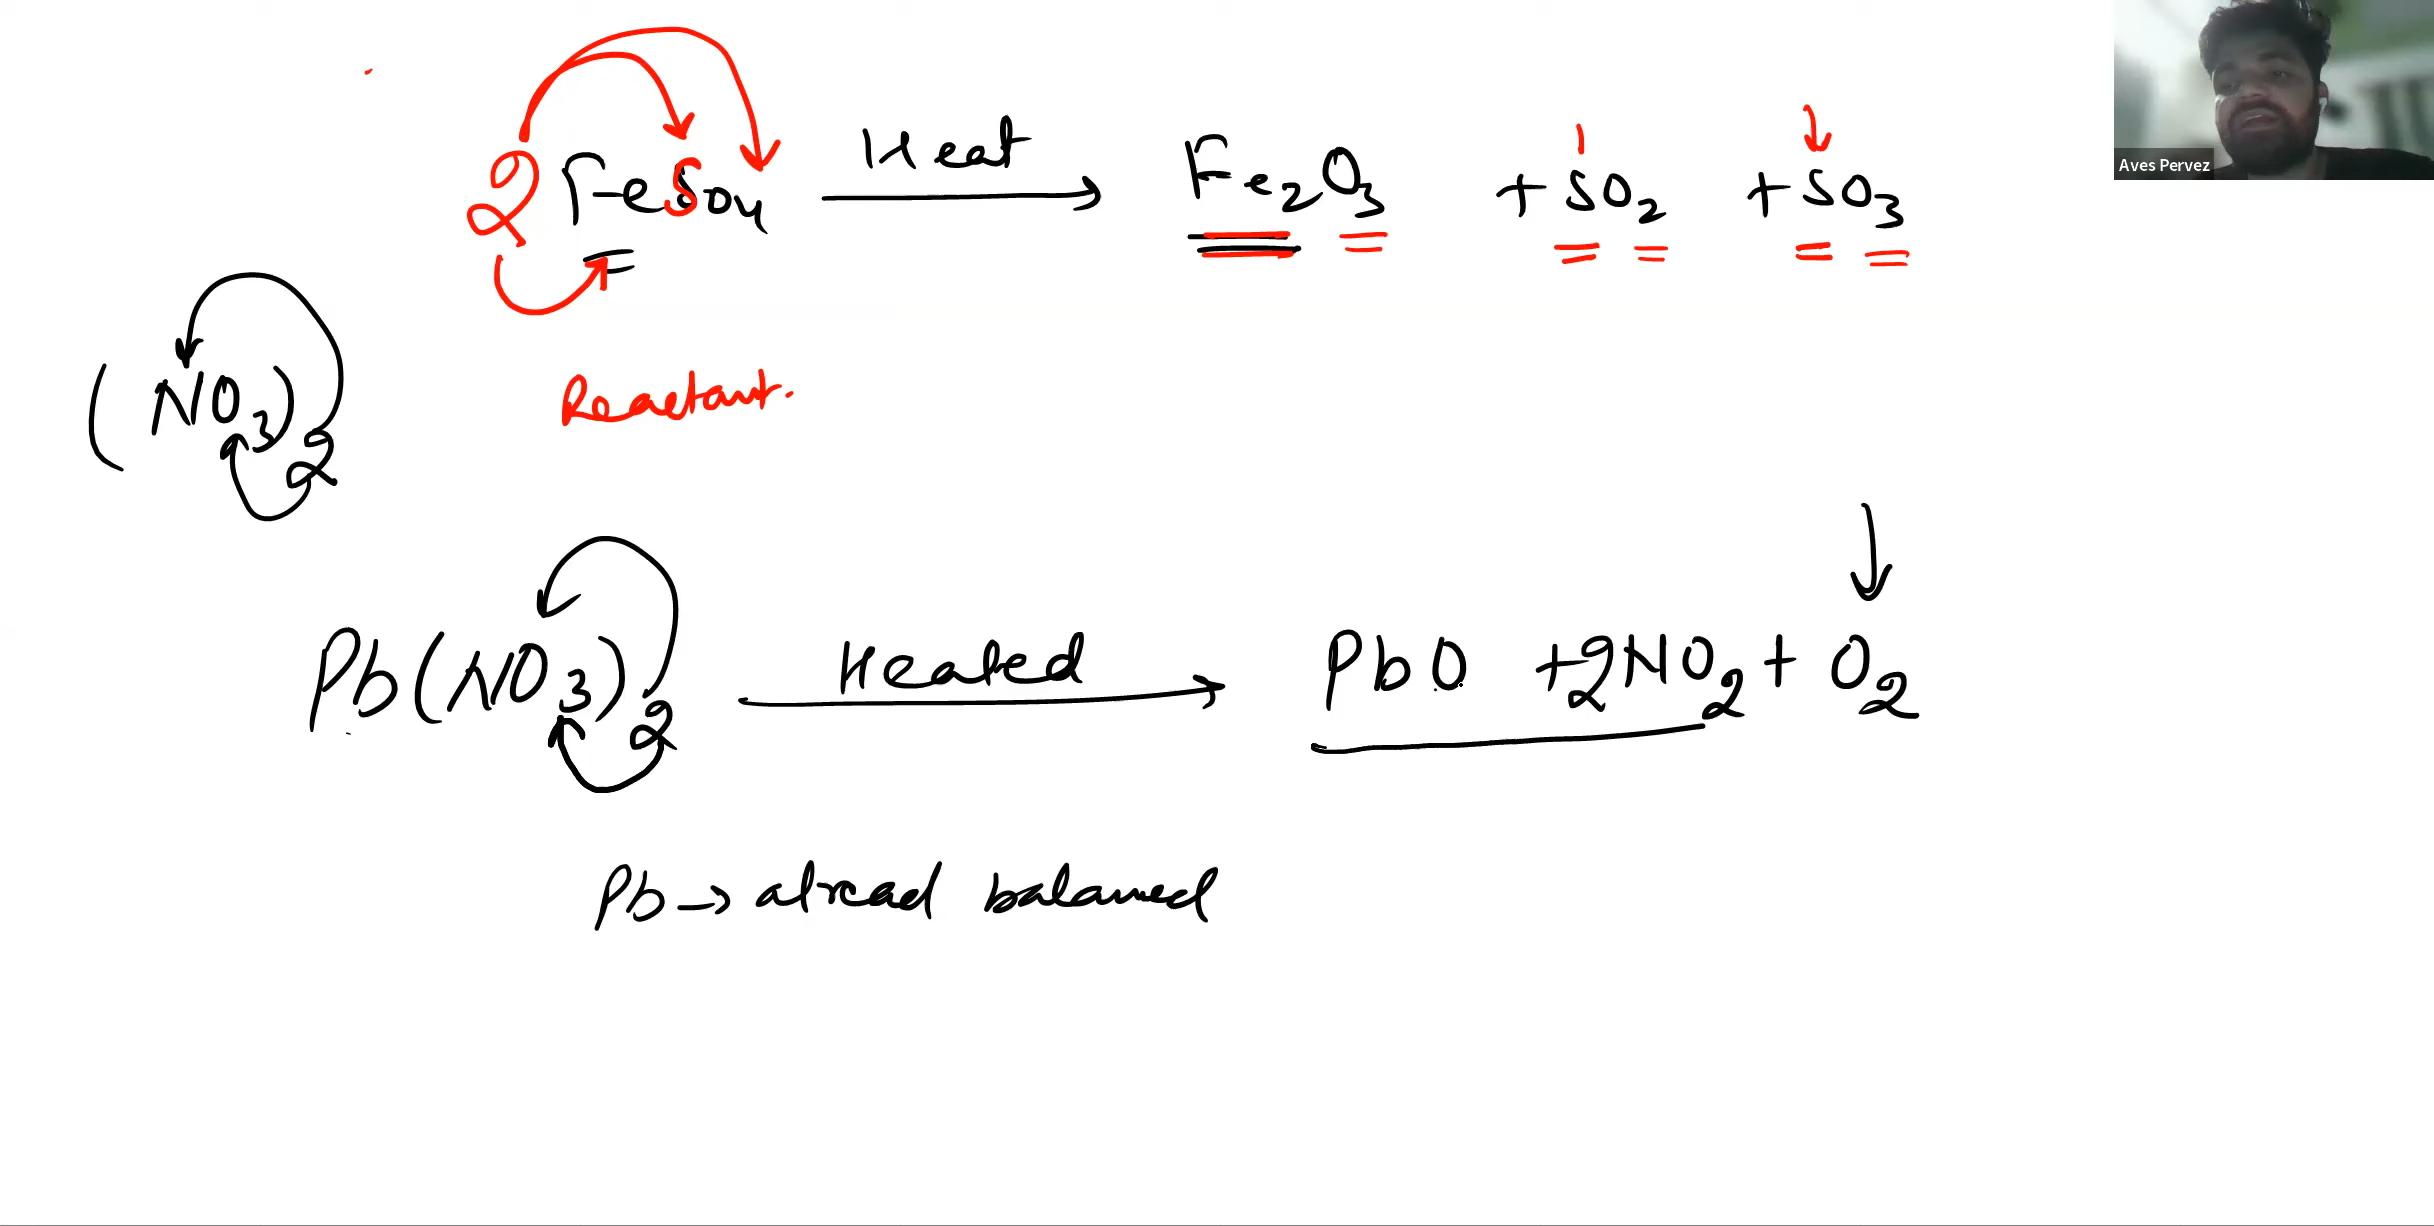 2 FeSO4 Heat Fe2O3 + SO2 + SO3
Aves Pervez
(NO3)2
Reactant.
Pb(NO3)2 Heated PbO + 2NO2 + O2
Pb → alread balanced